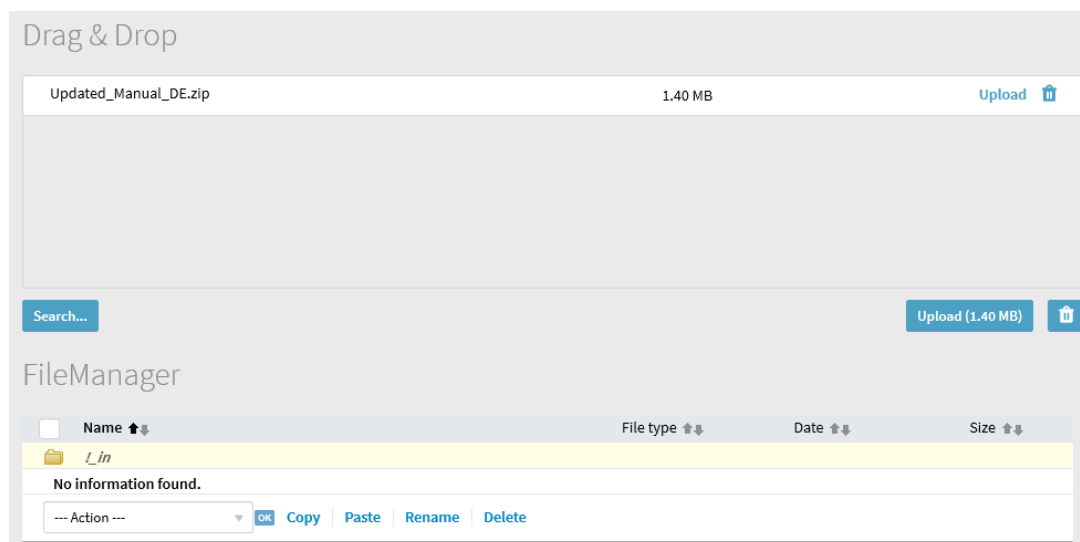 Drag & Drop
Updated_Manual_DE.zip 1.40 MB Upload
Search... Upload (1.40 MB)
FileManager
Name File type Date Size
!_in
No information found.
--- Action --- OK Copy Paste Rename Delete